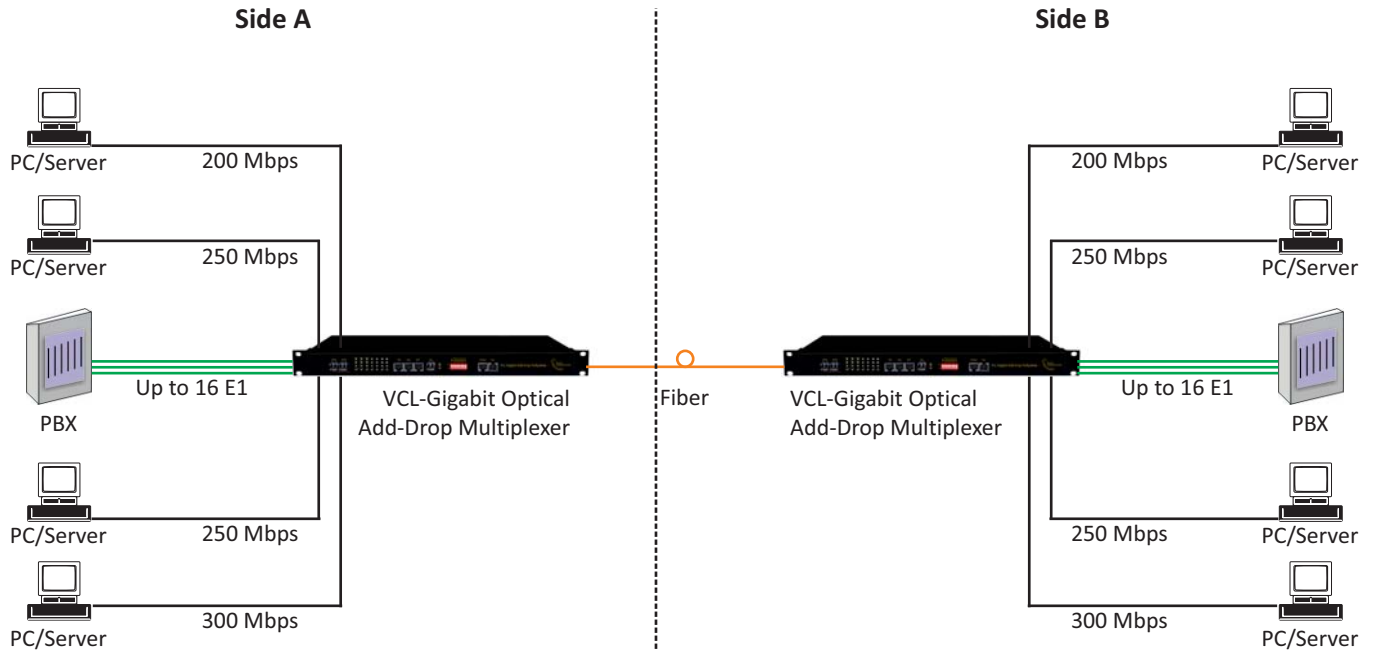 Side A
Side B
PC/Server
200 Mbps
200 Mbps
PC/Server
PC/Server
250 Mbps
250 Mbps
PC/Server
Up to 16 E1
PBX
VCL-Gigabit Optical
Add-Drop Multiplexer
Fiber
VCL-Gigabit Optical
Add-Drop Multiplexer
Up to 16 E1
PBX
PC/Server
250 Mbps
250 Mbps
PC/Server
PC/Server
300 Mbps
300 Mbps
PC/Server